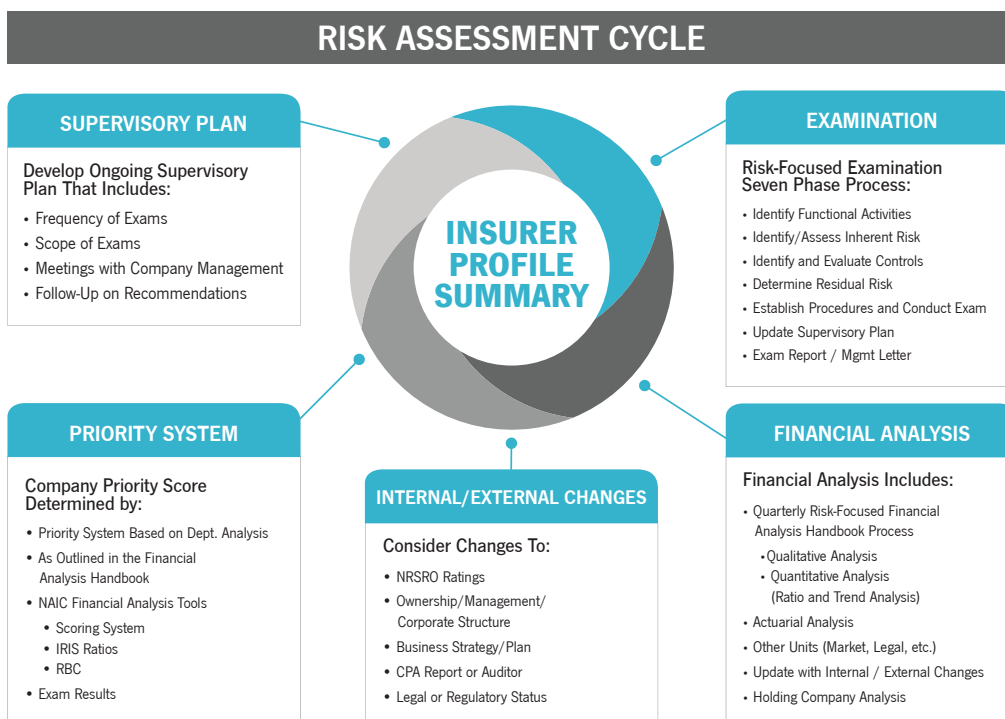 RISK ASSESSMENT CYCLE
SUPERVISORY PLAN
Develop Ongoing Supervisory
Plan That Includes:
• Frequency of Exams
• Scope of Exams
• Meetings with Company Management
• Follow-Up on Recommendations
INSURER
PROFILE
SUMMARY
EXAMINATION
Risk-Focused Examination
Seven Phase Process:
• Identify Functional Activities
• Identify/Assess Inherent Risk
• Identify and Evaluate Controls
• Determine Residual Risk
• Establish Procedures and Conduct Exam
• Update Supervisory Plan
• Exam Report / Mgmt Letter
PRIORITY SYSTEM
Company Priority Score
Determined by:
• Priority System Based on Dept. Analysis
• As Outlined in the Financial
Analysis Handbook
• NAIC Financial Analysis Tools
• Scoring System
• IRIS Ratios
• RBC
• Exam Results
INTERNAL/EXTERNAL CHANGES
Consider Changes To:
• NRSRO Ratings
• Ownership/Management/
Corporate Structure
• Business Strategy/Plan
• CPA Report or Auditor
• Legal or Regulatory Status
FINANCIAL ANALYSIS
Financial Analysis Includes:
• Quarterly Risk-Focused Financial
Analysis Handbook Process
• Qualitative Analysis
• Quantitative Analysis
(Ratio and Trend Analysis)
• Actuarial Analysis
• Other Units (Market, Legal, etc.)
• Update with Internal / External Changes
• Holding Company Analysis